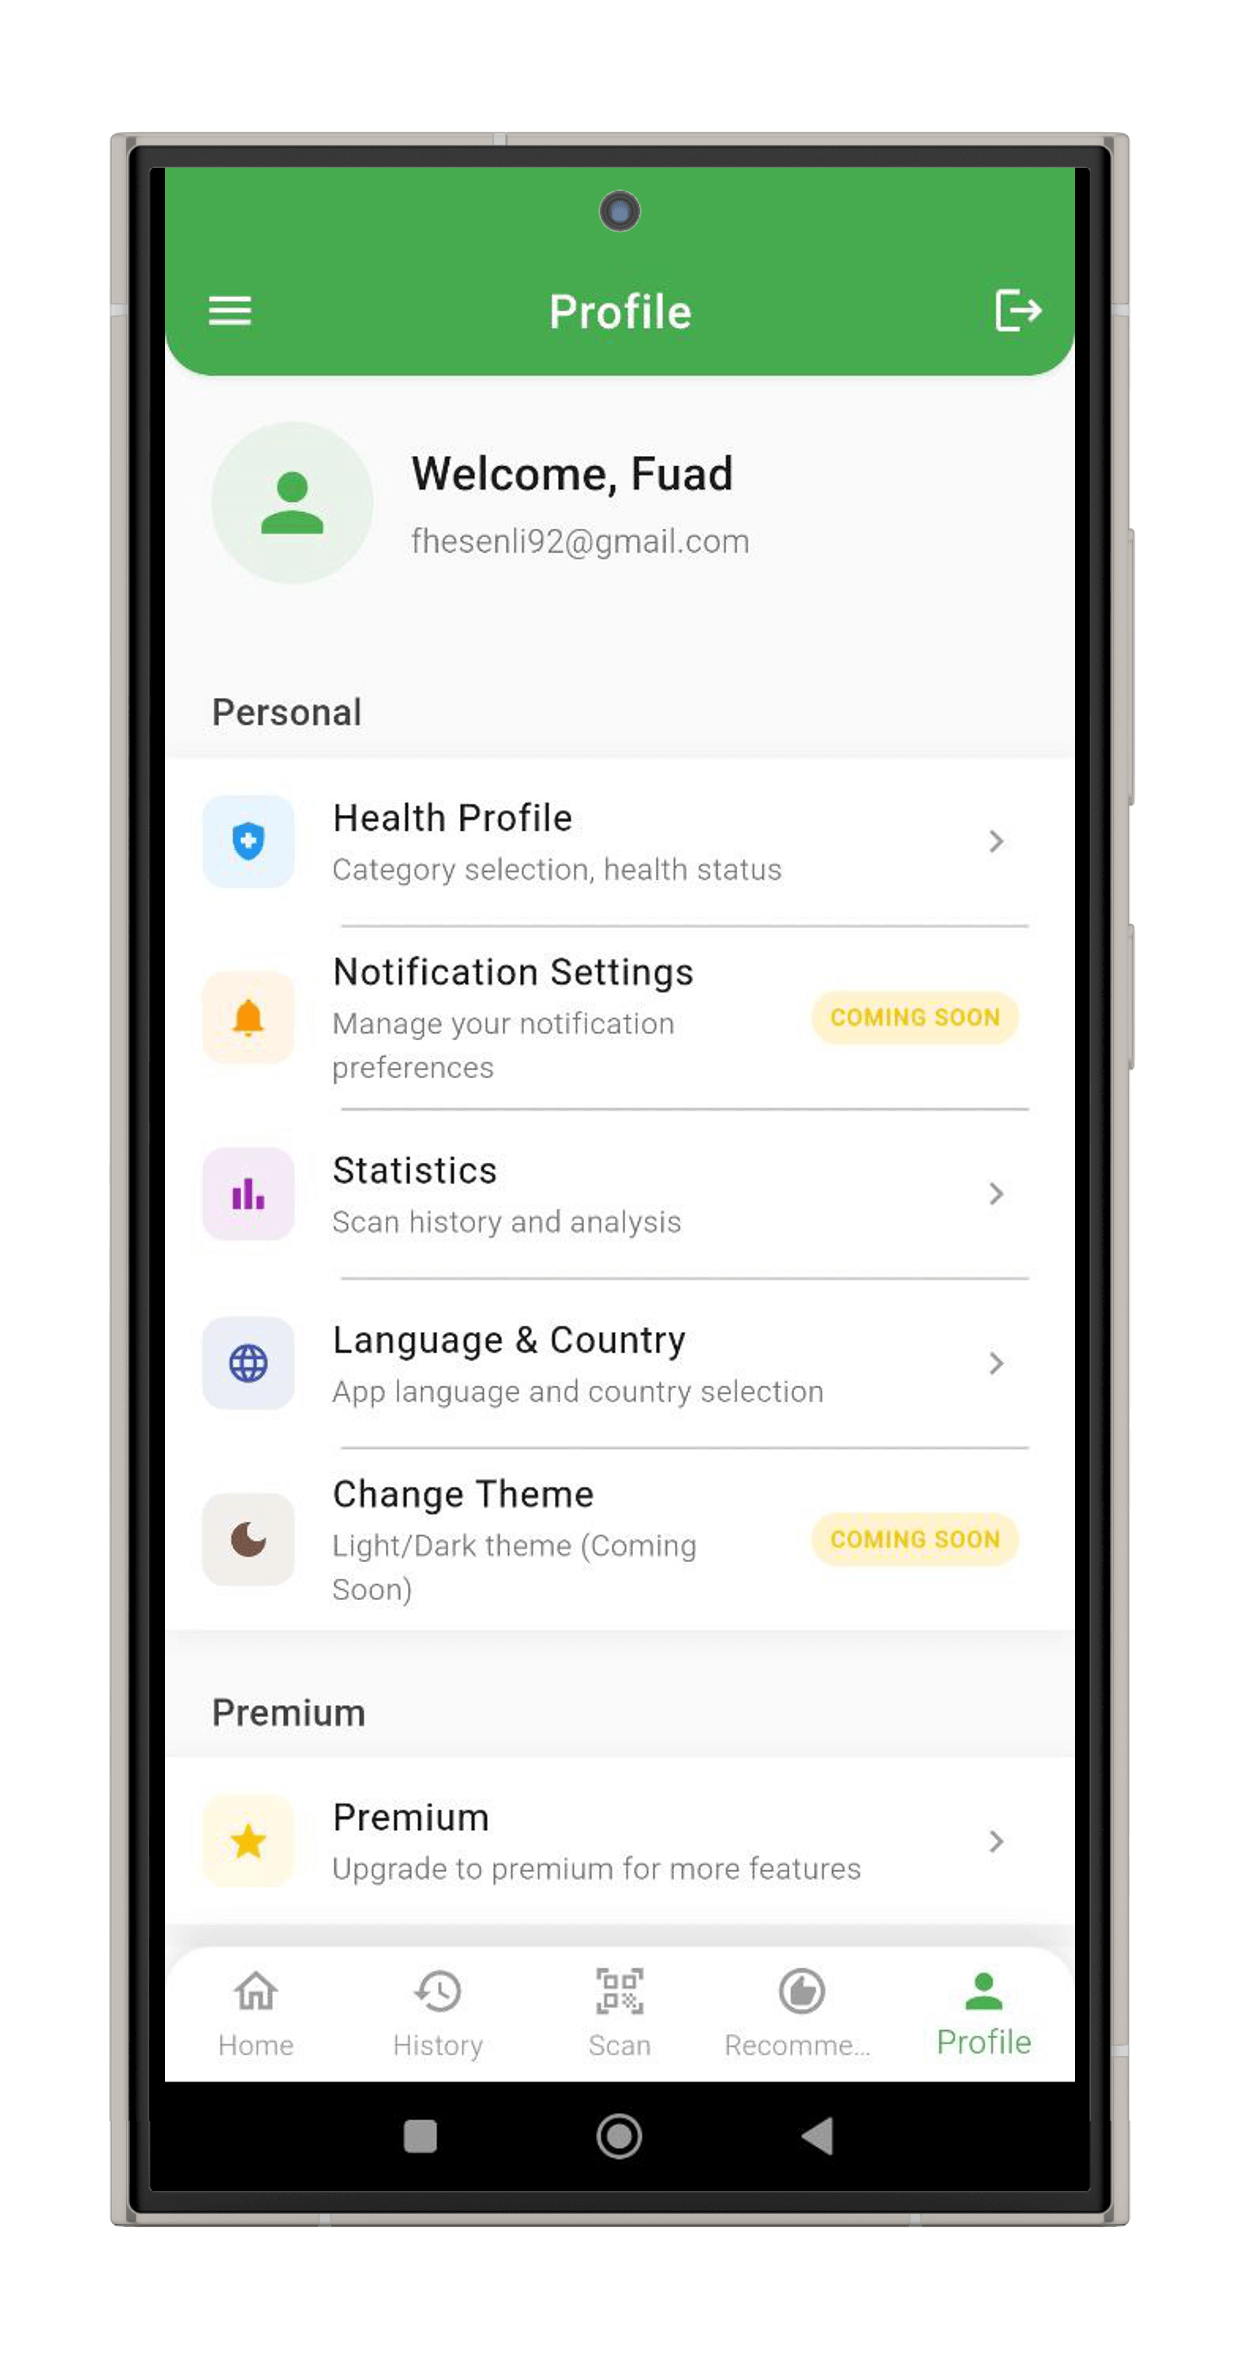 Profile
Welcome, Fuad
fhesenli92@gmail.com
Personal
Health Profile
Category selection, health status
Notification Settings
Manage your notification
preferences
COMING SOON
Statistics
Scan history and analysis
Language & Country
App language and country selection
Change Theme
Light/Dark theme (Coming
Soon)
COMING SOON
Premium
Premium
Upgrade to premium for more features
Home
History
Scan
Recomme...
Profile